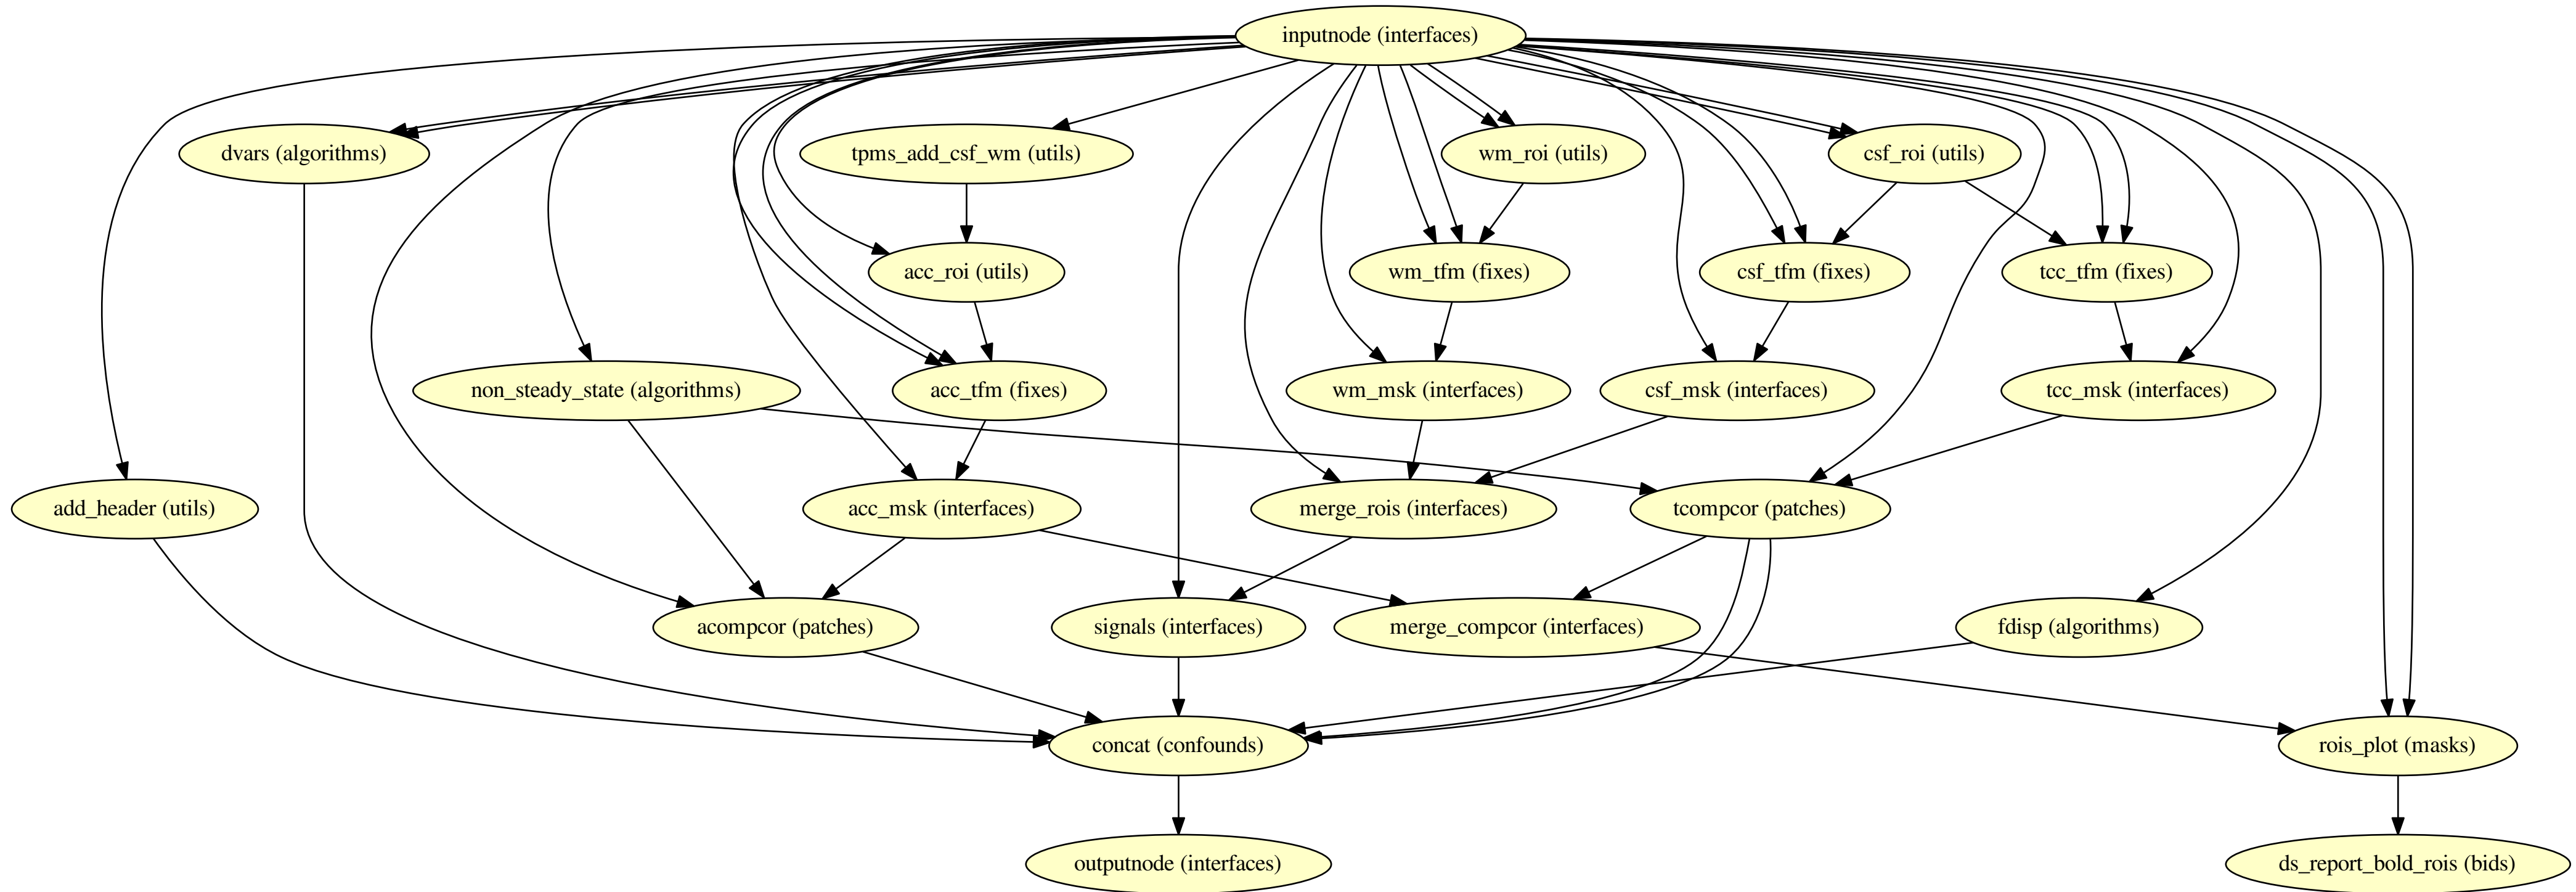 inputnode (interfaces)
dvars (algorithms)
tpms_add_csf_wm (utils)
wm_roi (utils)
csf_roi (utils)
acc_roi (utils)
wm_tfm (fixes)
csf_tfm (fixes)
tcc_tfm (fixes)
non_steady_state (algorithms)
acc_tfm (fixes)
wm_msk (interfaces)
csf_msk (interfaces)
tcc_msk (interfaces)
add_header (utils)
acc_msk (interfaces)
merge_rois (interfaces)
tcompcor (patches)
acompcor (patches)
signals (interfaces)
merge_compcor (interfaces)
fdisp (algorithms)
concat (confounds)
rois_plot (masks)
outputnode (interfaces)
ds_report_bold_rois (bids)